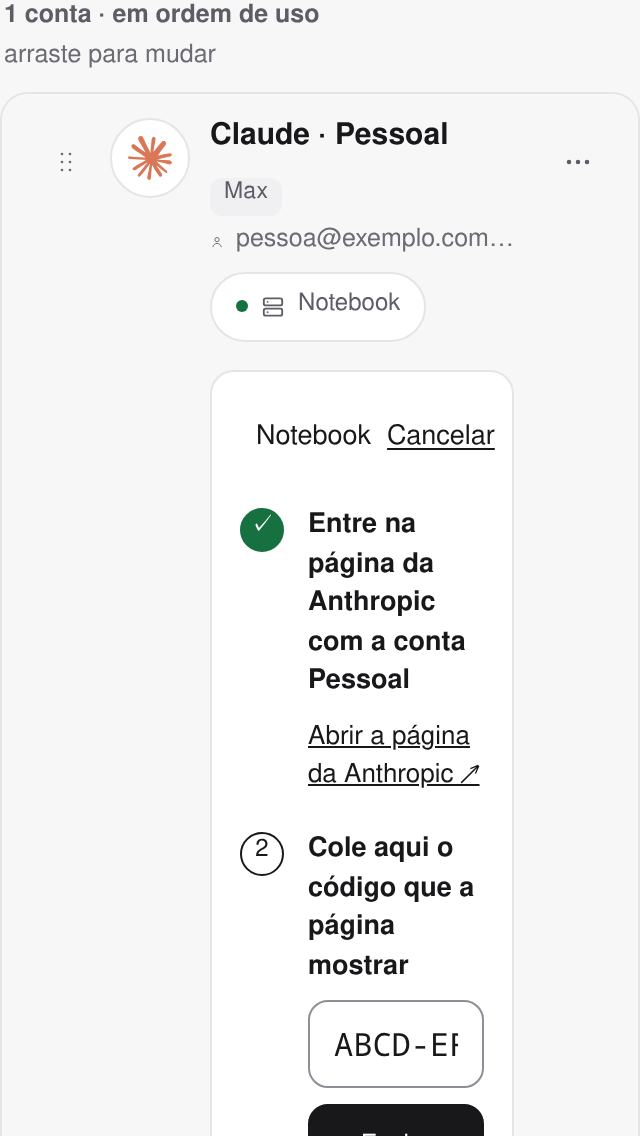 1 conta · em ordem de uso
arraste para mudar
Claude · Pessoal
Max
pessoa@exemplo.com…
Notebook
Notebook Cancelar
Entre na
página da
Anthropic
com a conta
Pessoal
Abrir a página
da Anthropic ↗
2
Cole aqui o
código que a
página
mostrar
ABCD-EF